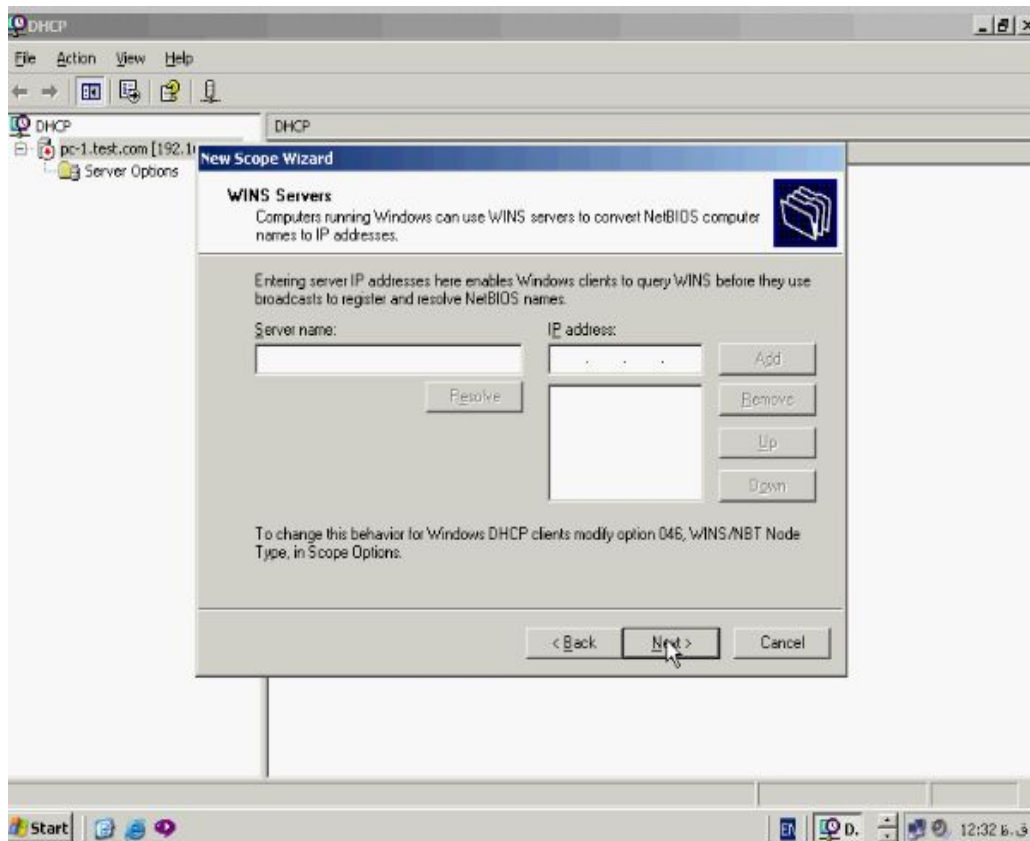 DHCP
File Action View Help
DHCP
DHCP
pc-1.test.com [192.1
Server Options
New Scope Wizard
WINS Servers
Computers running Windows can use WINS servers to convert NetBIOS computer
names to IP addresses.
Entering server IP addresses here enables Windows clients to query WINS before they use
broadcasts to register and resolve NetBIOS names.
Server name:
IP address:
Add
Resolve
Remove
Up
Down
To change this behavior for Windows DHCP clients modify option 046, WINS/NBT Node
Type, in Scope Options.
< Back
Next >
Cancel
Start
EN
D.
12:32 ق.ظ